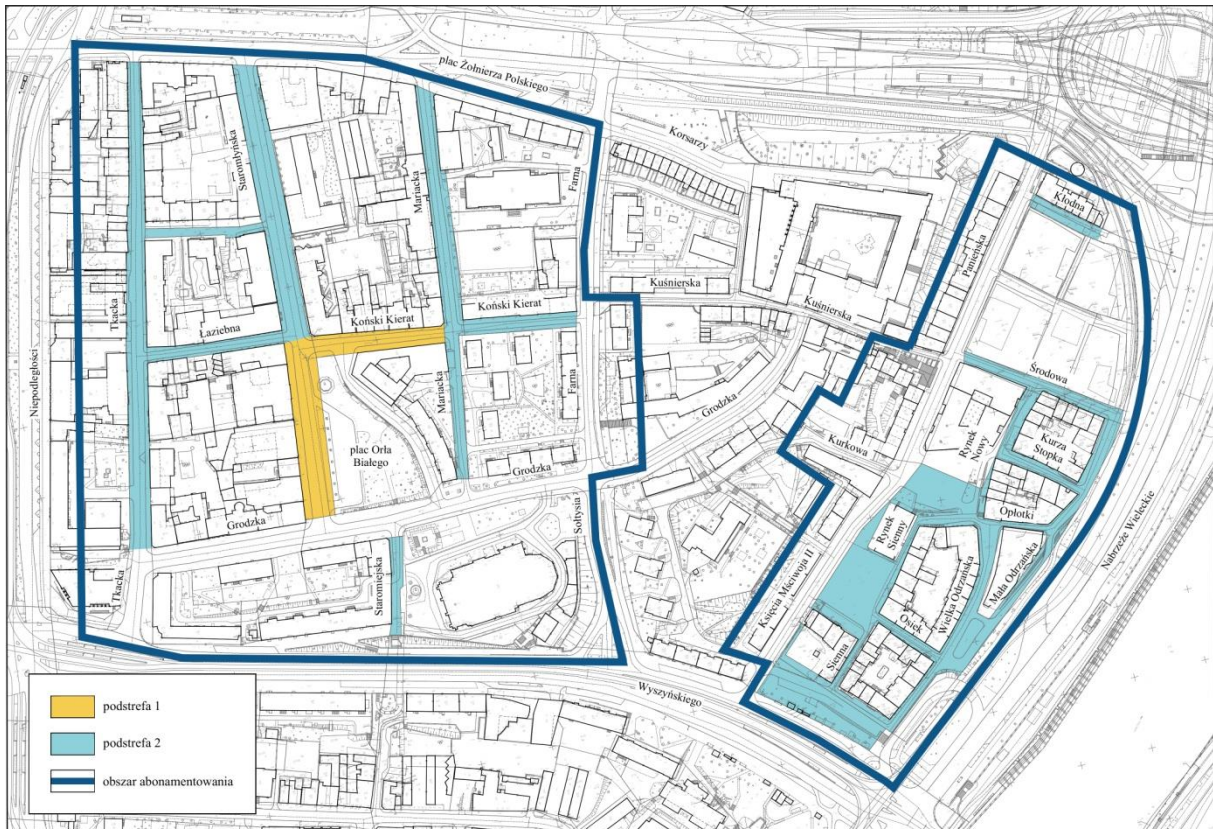 plac Żołnierza Polskiego
Korsarzy
Staromłyńska
Mariacka
Farna
Panieńska
Kłodna
Tkacka
Kuśnierska
Kuśnierska
Koński Kierat
Koński Kierat
Łaziebna
Niepodległości
Środowa
Mariacka
Farna
Grodzka
Rynek
Nowy
Kurza
Stopka
plac Orła
Białego
Kurkowa
Grodzka
Opłotki
Grodzka
Sołtysia
Rynek
Sienny
Nabrzeże Wieleckie
Mała Odrzańska
Wielka Odrzańska
Księcia Mściwoja II
Staromiejska
Tkacka
Osiek
Sienna
Wyszyńskiego
podstrefa 1
podstrefa 2
obszar abonamentowania